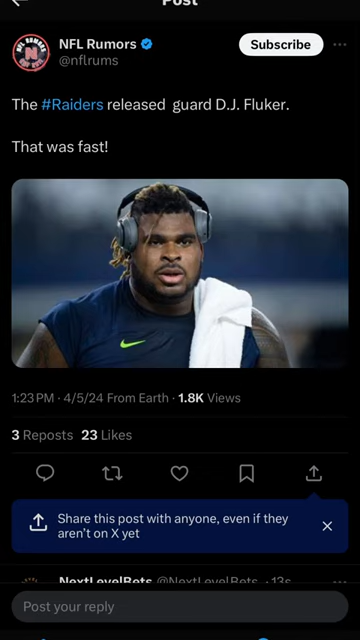 Post
NFL Rumors
@nflrums
Subscribe
The #Raiders released guard D.J. Fluker.
That was fast!
1:23 PM · 4/5/24 From Earth · 1.8K Views
3 Reposts 23 Likes
Share this post with anyone, even if they
aren't on X yet
NextLevelBets @NextLevelBets · 13s
Post your reply